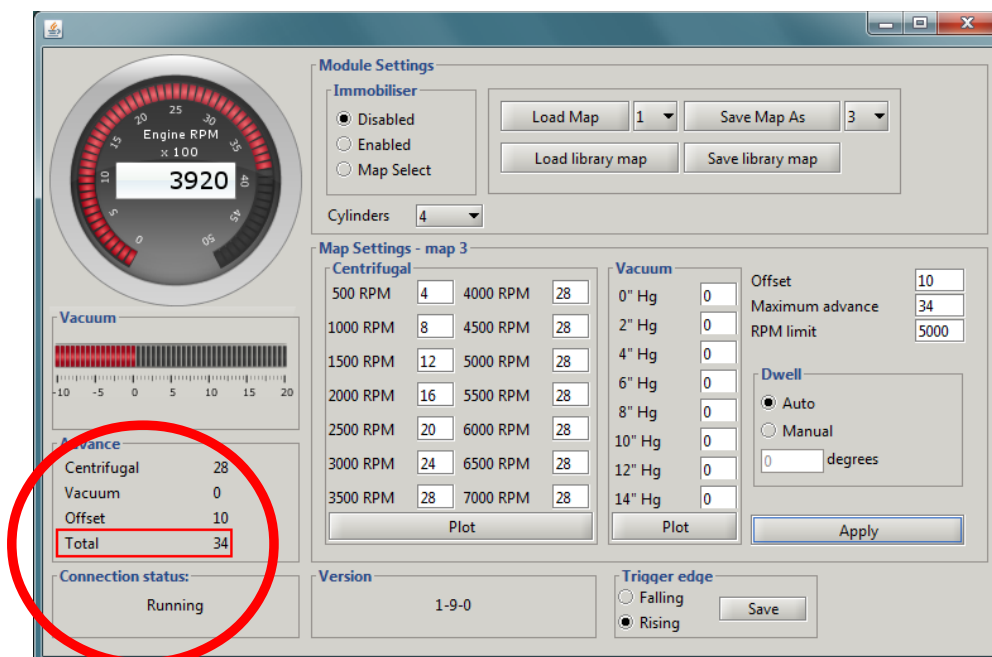 Module Settings
Immobiliser
Disabled
Enabled
Map Select
Load Map 1 Save Map As 3
Load library map Save library map
Cylinders 4
Engine RPM
x 100
3920
0 5 10 15 20 25 30 35 40 45 50
Vacuum
-10 -5 0 5 10 15 20
Advance
Centrifugal 28
Vacuum 0
Offset 10
Total 34
Connection status:
Running
Map Settings - map 3
Centrifugal
500 RPM 4 4000 RPM 28
1000 RPM 8 4500 RPM 28
1500 RPM 12 5000 RPM 28
2000 RPM 16 5500 RPM 28
2500 RPM 20 6000 RPM 28
3000 RPM 24 6500 RPM 28
3500 RPM 28 7000 RPM 28
Plot
Vacuum
0" Hg 0
2" Hg 0
4" Hg 0
6" Hg 0
8" Hg 0
10" Hg 0
12" Hg 0
14" Hg 0
Plot
Offset 10
Maximum advance 34
RPM limit 5000
Dwell
Auto
Manual
0 degrees
Apply
Version
1-9-0
Trigger edge
Falling
Rising
Save